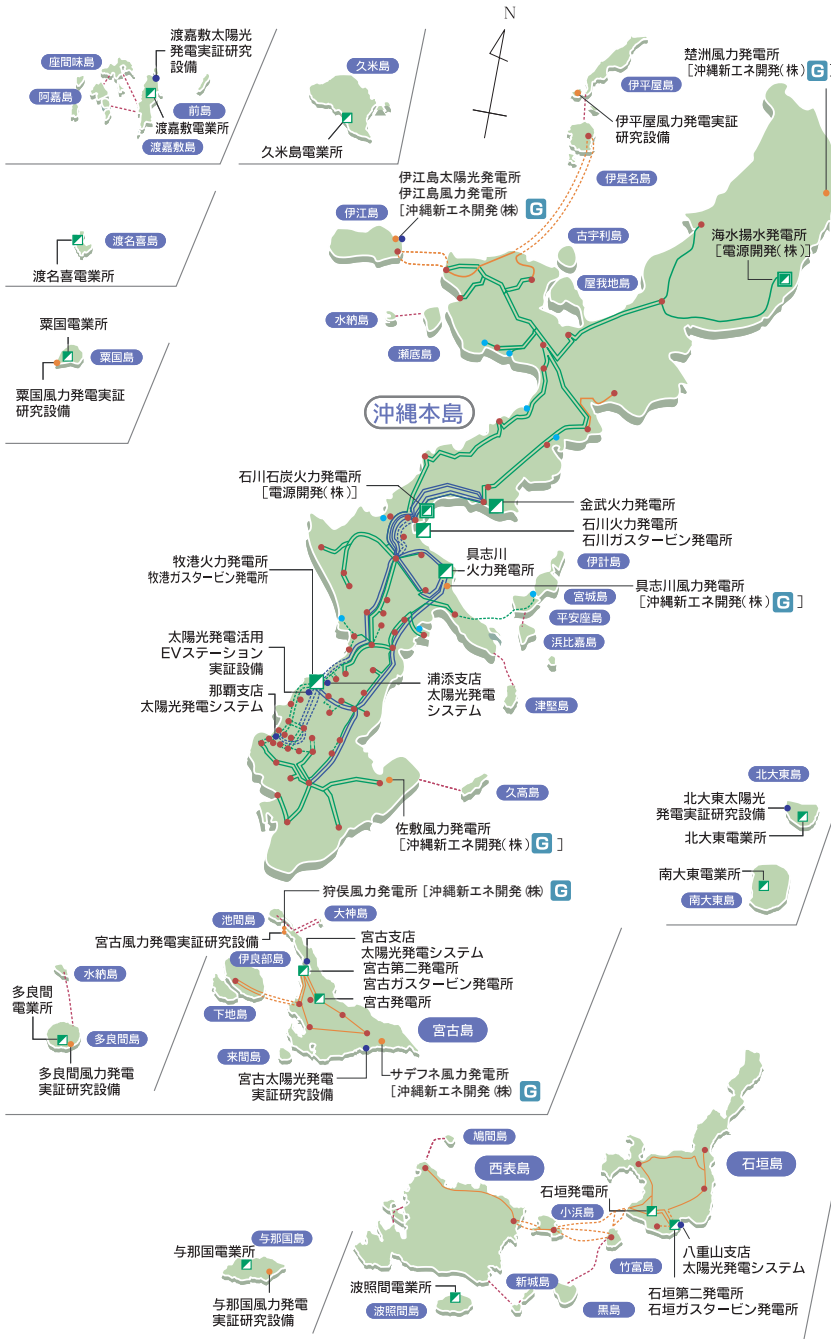 N
渡嘉敷太陽光
発電実証研究
設備
座間味島
阿嘉島
前島
渡嘉敷電業所
渡嘉敷島
久米島
久米島電業所
楚洲風力発電所
[沖縄新エネ開発(株) G ]
伊平屋島
伊平屋風力発電実証
研究設備
伊是名島
伊江島太陽光発電所
伊江島風力発電所
[沖縄新エネ開発(株) G
伊江島
古宇利島
屋我地島
海水揚水発電所
[電源開発(株)]
渡名喜島
渡名喜電業所
水納島
瀬底島
粟国電業所
粟国島
粟国風力発電実証
研究設備
沖縄本島
石川石炭火力発電所
[電源開発(株)]
金武火力発電所
石川火力発電所
石川ガスタービン発電所
牧港火力発電所
牧港ガスタービン発電所
具志川
火力発電所
伊計島
宮城島
平安座島
浜比嘉島
具志川風力発電所
[沖縄新エネ開発(株) G ]
太陽光発電活用
EVステーション
実証設備
那覇支店
太陽光発電システム
浦添支店
太陽光発電
システム
津堅島
久高島
佐敷風力発電所
[沖縄新エネ開発(株) G ]
北大東島
北大東太陽光
発電実証研究設備
北大東電業所
南大東電業所
南大東島
狩俣風力発電所 [沖縄新エネ開発(株) G
池間島
大神島
宮古風力発電実証研究設備
宮古支店
太陽光発電システム
宮古第二発電所
宮古ガスタービン発電所
宮古発電所
伊良部島
下地島
宮古島
来間島
宮古太陽光発電
実証研究設備
サデフネ風力発電所
[沖縄新エネ開発(株) G
水納島
多良間
電業所
多良間島
多良間風力発電
実証研究設備
鳩間島
西表島
石垣島
石垣発電所
小浜島
八重山支店
太陽光発電システム
竹富島
石垣第二発電所
石垣ガスタービン発電所
新城島
黒島
波照間電業所
波照間島
与那国島
与那国電業所
与那国風力発電
実証研究設備